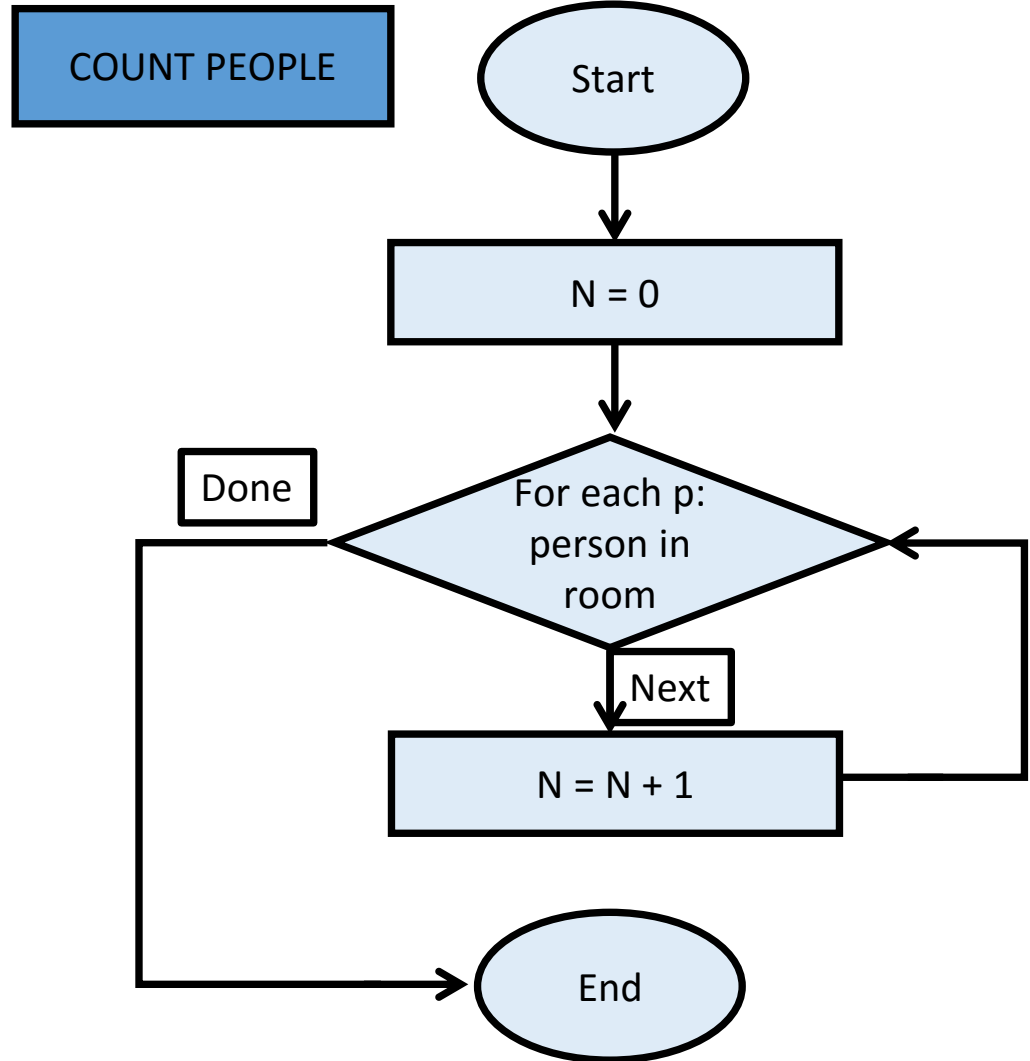 COUNT PEOPLE
Start
N = 0
Done
For each p:
person in
room
Next
N = N + 1
End